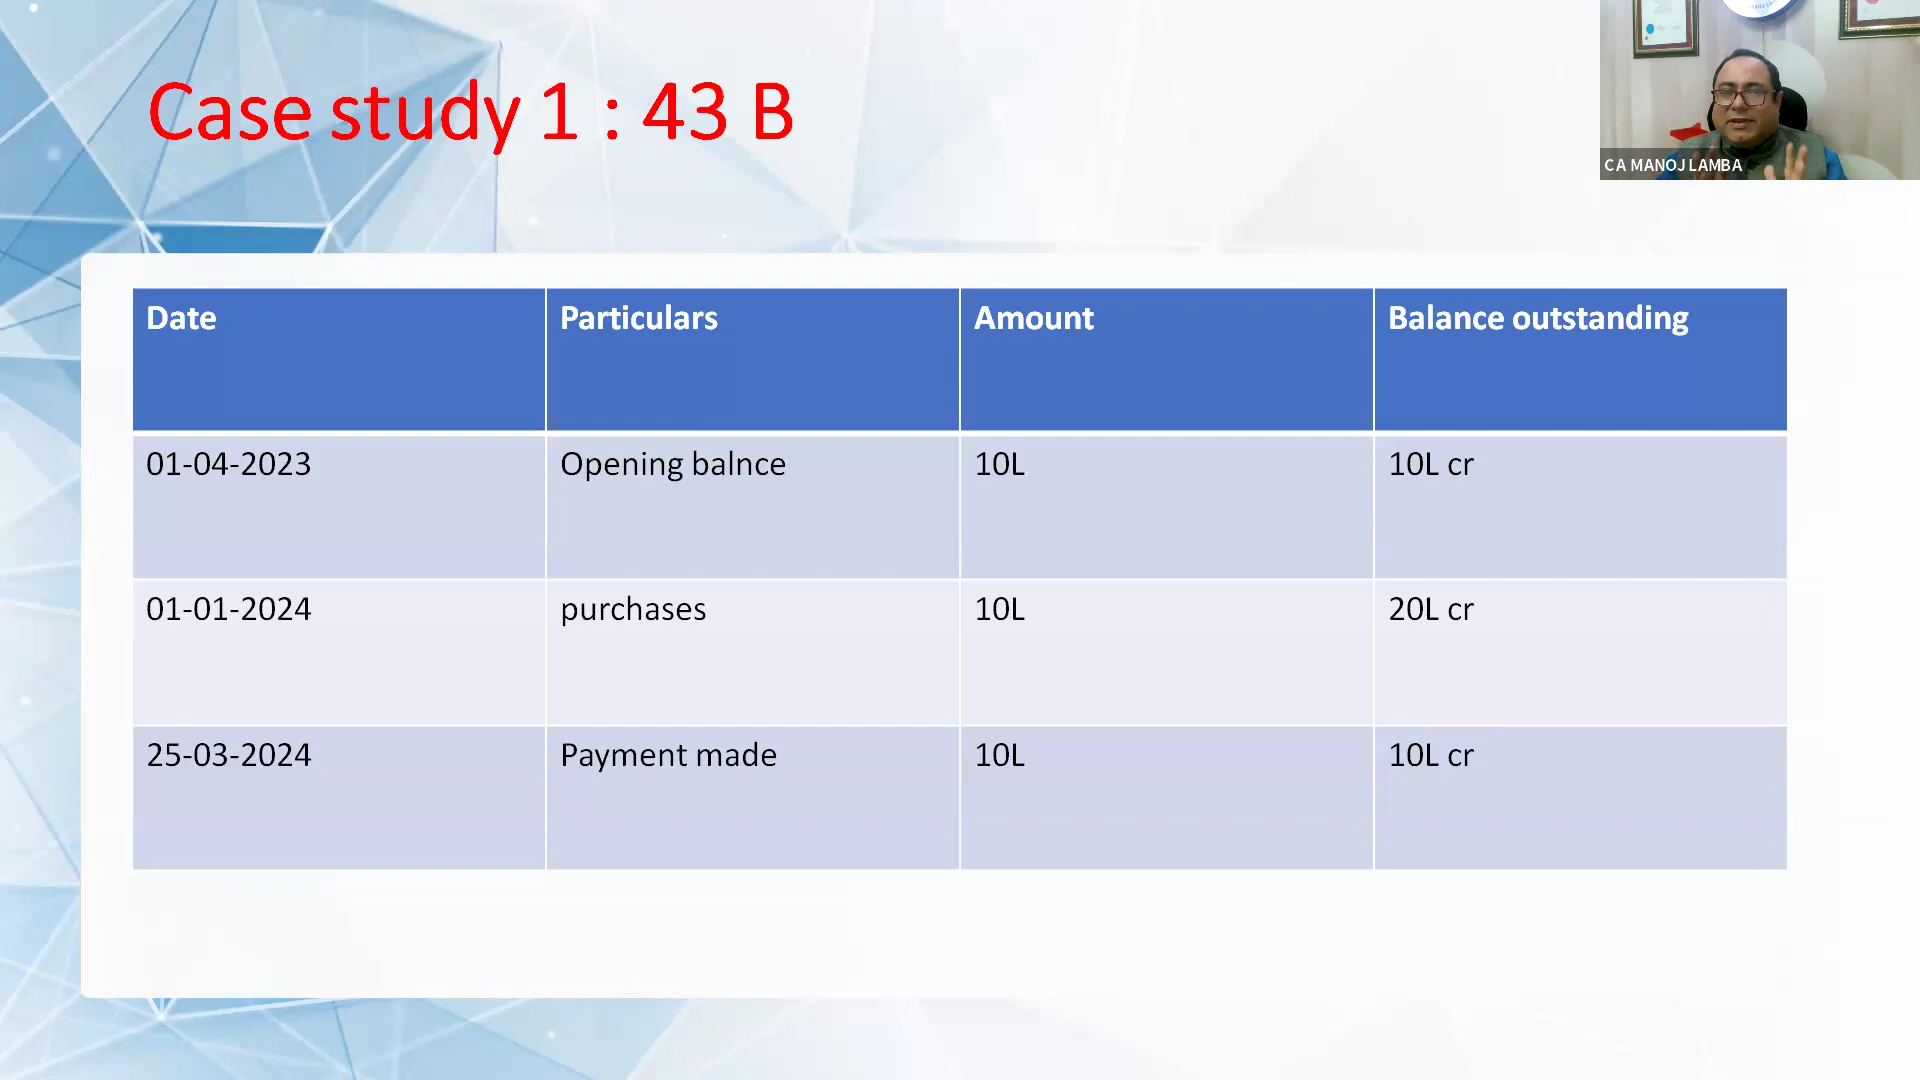 Case study 1 : 43 B
CA MANOJ LAMBA
Date Particulars Amount Balance outstanding
01-04-2023 Opening balnce 10L 10L cr
01-01-2024 purchases 10L 20L cr
25-03-2024 Payment made 10L 10L cr